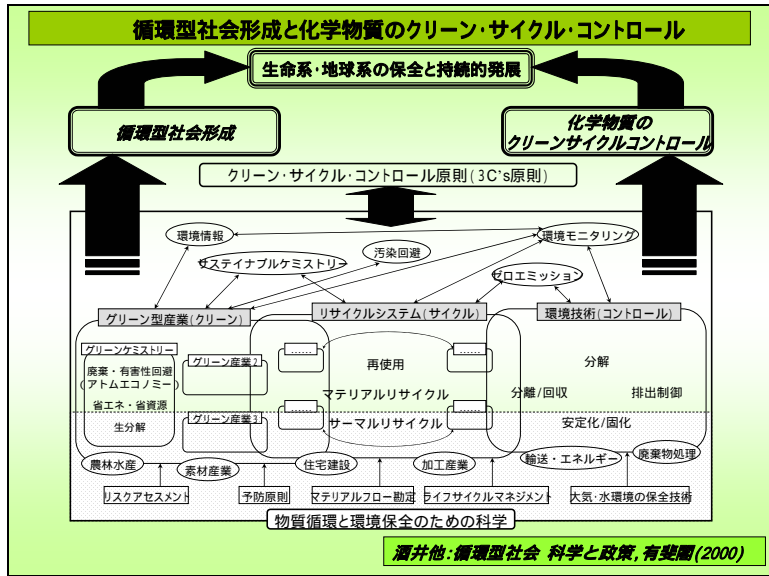 循環型社会形成と化学物質のクリーン・サイクル・コントロール
生命系・地球系の保全と持続的発展
循環型社会形成
化学物質の
クリーンサイクルコントロール
クリーン・サイクル・コントロール原則(3C's原則)
環境情報
環境モニタリング
汚染回避
サステイナブルケミストリー
ゼロエミッション
グリーン型産業(クリーン)
リサイクルシステム(サイクル)
環境技術(コントロール)
グリーンケミストリー
廃棄・有害性回避
(アトムエコノミー)
省エネ・省資源
生分解
グリーン産業2
グリーン産業3
......
......
再使用
マテリアルリサイクル
......
......
サーマルリサイクル
分解
分離/回収
排出制御
安定化/固化
農林水産
素材産業
住宅建設
加工産業
輸送・エネルギー
廃棄物処理
リスクアセスメント
予防原則
マテリアルフロー勘定
ライフサイクルマネジメント
大気・水環境の保全技術
物質循環と環境保全のための科学
酒井他:循環型社会 科学と政策,有斐閣(2000)